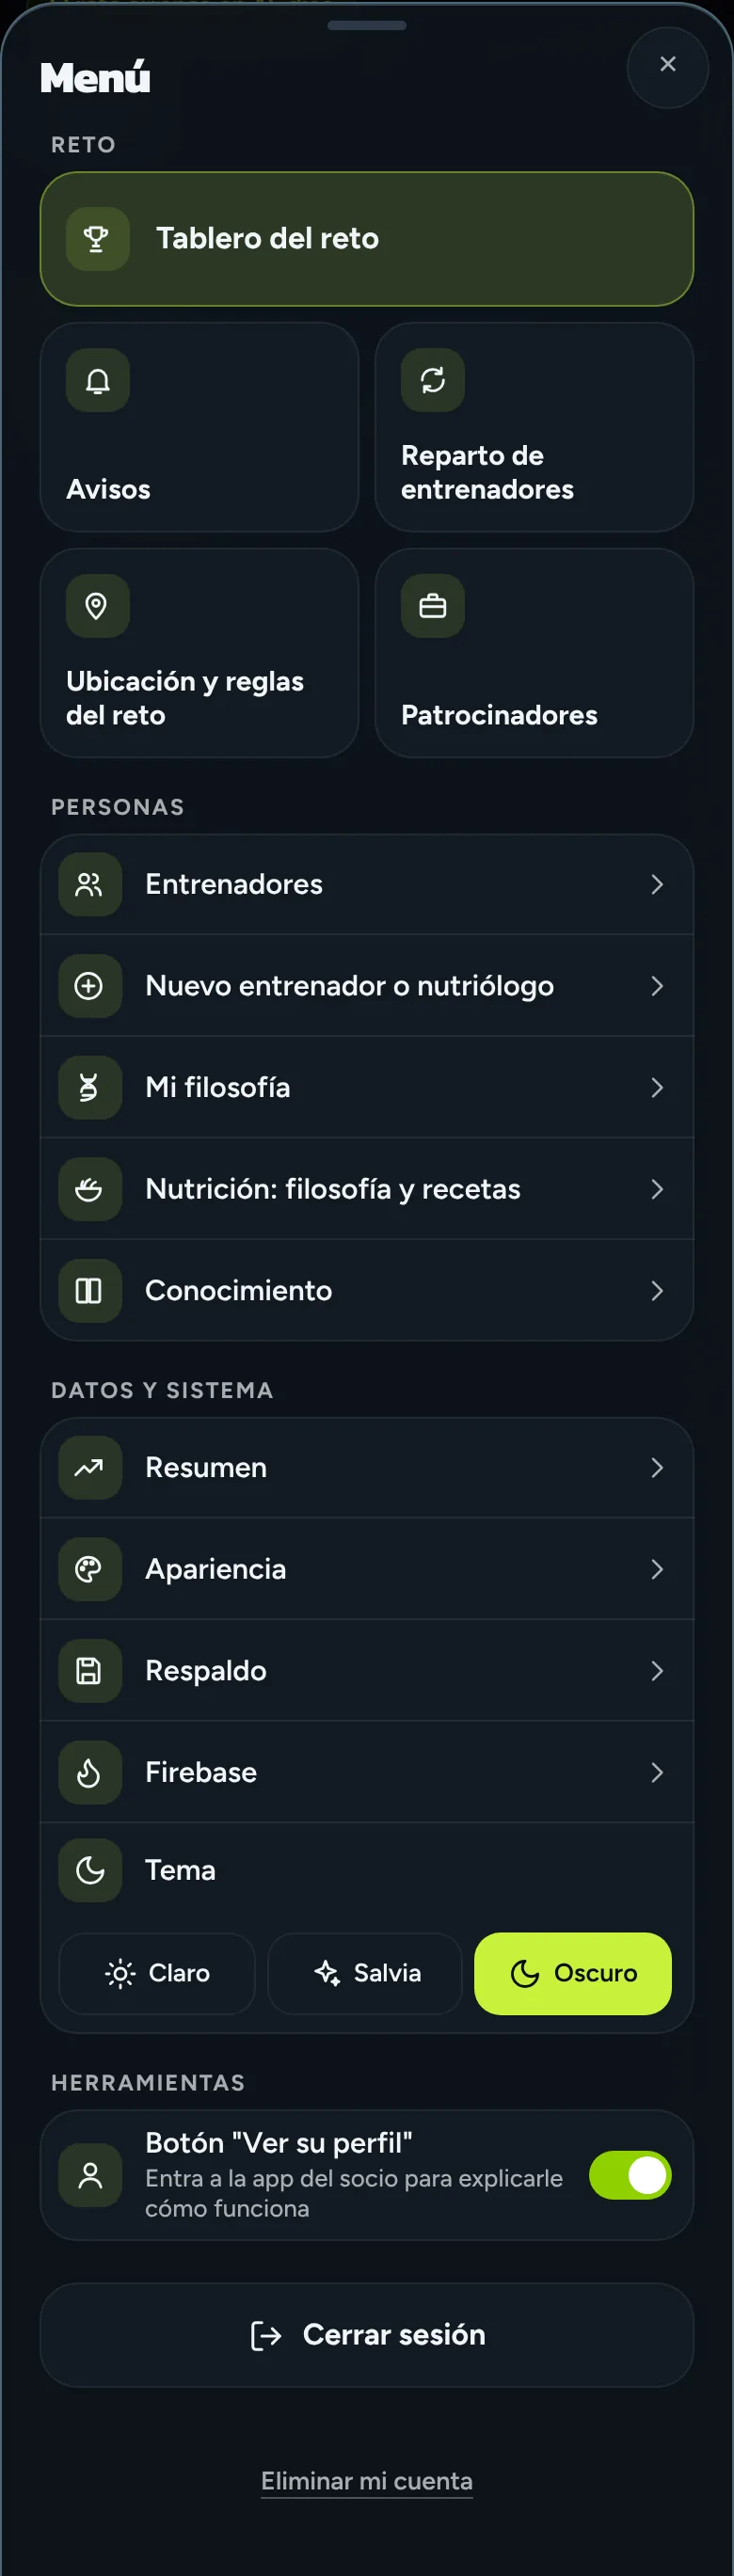 Menú
RETO
Tablero del reto
Avisos
Reparto de
entrenadores
Ubicación y reglas
del reto
Patrocinadores
PERSONAS
Entrenadores
Nuevo entrenador o nutriólogo
Mi filosofía
Nutrición: filosofía y recetas
Conocimiento
DATOS Y SISTEMA
Resumen
Apariencia
Respaldo
Firebase
Tema
Claro
Salvia
Oscuro
HERRAMIENTAS
Botón "Ver su perfil"
Entra a la app del socio para explicarle
cómo funciona
Cerrar sesión
Eliminar mi cuenta